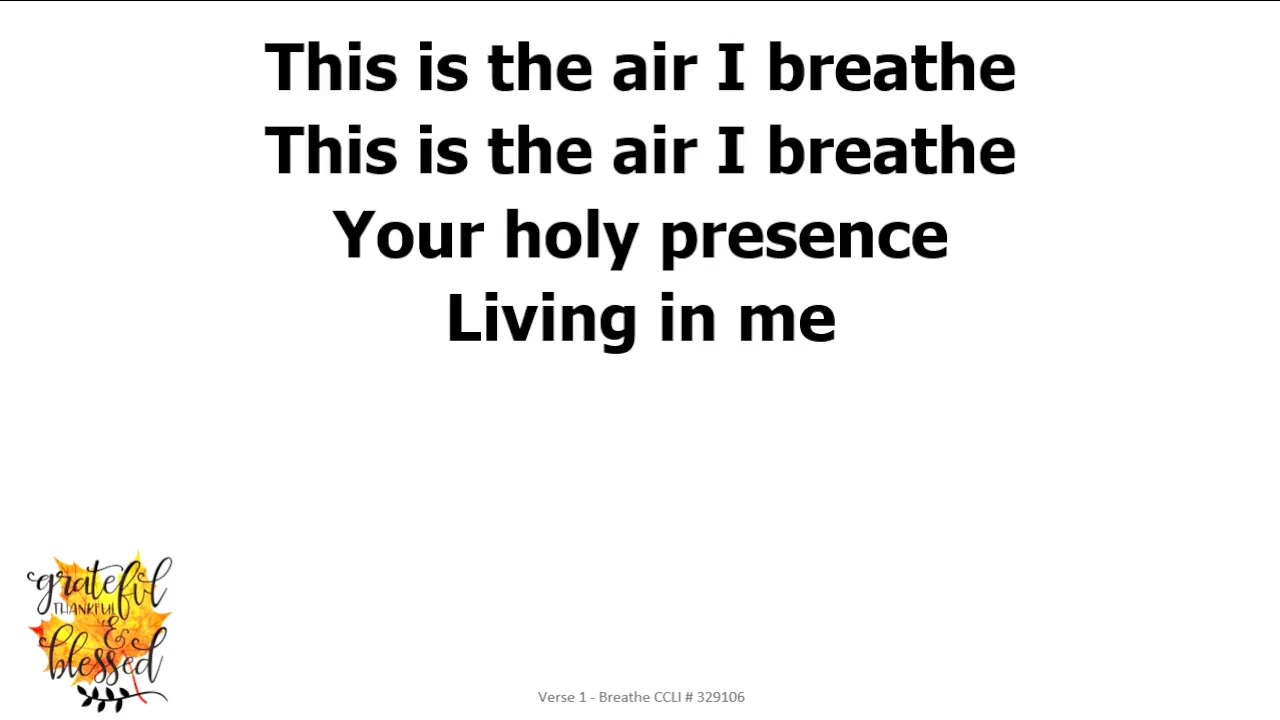 This is the air I breathe
This is the air I breathe
Your holy presence
Living in me
grateful
THANKFUL
&
blessed
Verse 1 - Breathe CCLI # 329106